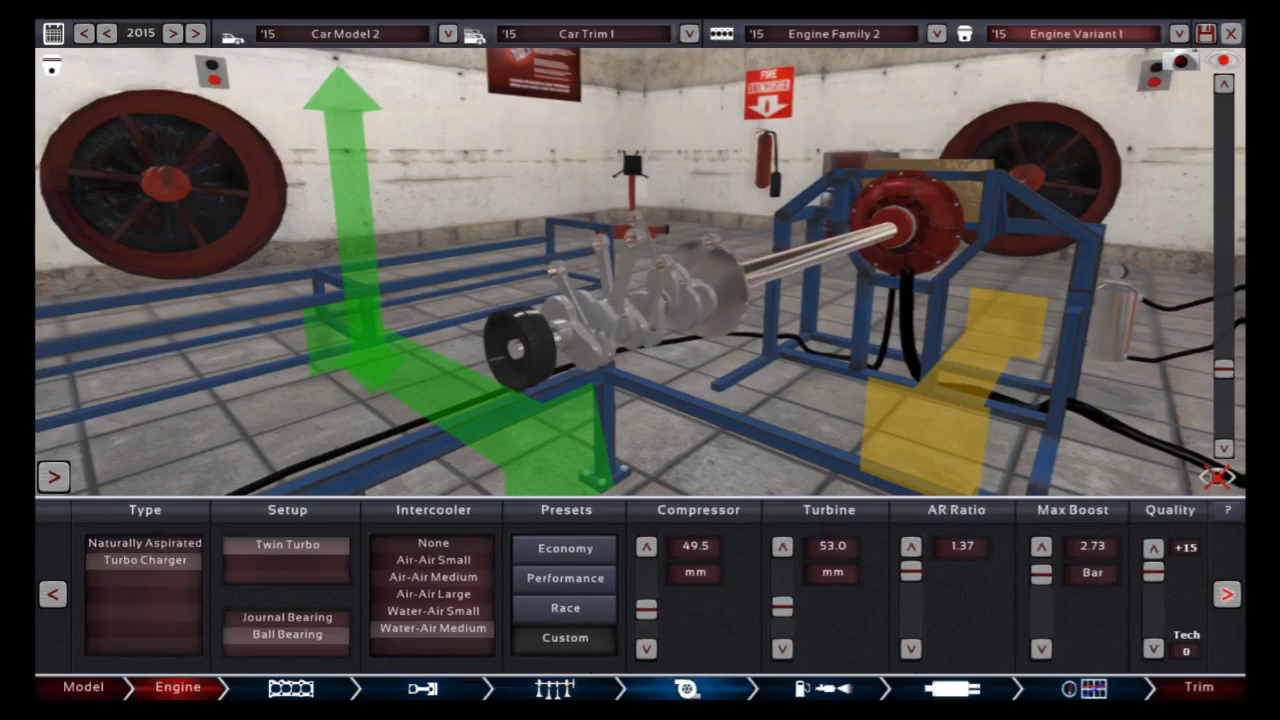 2015
'15 Car Model 2
'15 Car Trim 1
'15 Engine Family 2
'15 Engine Variant 1
FIRE
EXTINGUISHER
Type
Setup
Intercooler
Presets
Compressor
Turbine
AR Ratio
Max Boost
Quality
?
Naturally Aspirated
Turbo Charger
Twin Turbo
Journal Bearing
Ball Bearing
None
Air-Air Small
Air-Air Medium
Air-Air Large
Water-Air Small
Water-Air Medium
Economy
Performance
Race
Custom
49.5
mm
53.0
mm
1.37
2.73
Bar
+15
Tech
0
Model
Engine
Trim